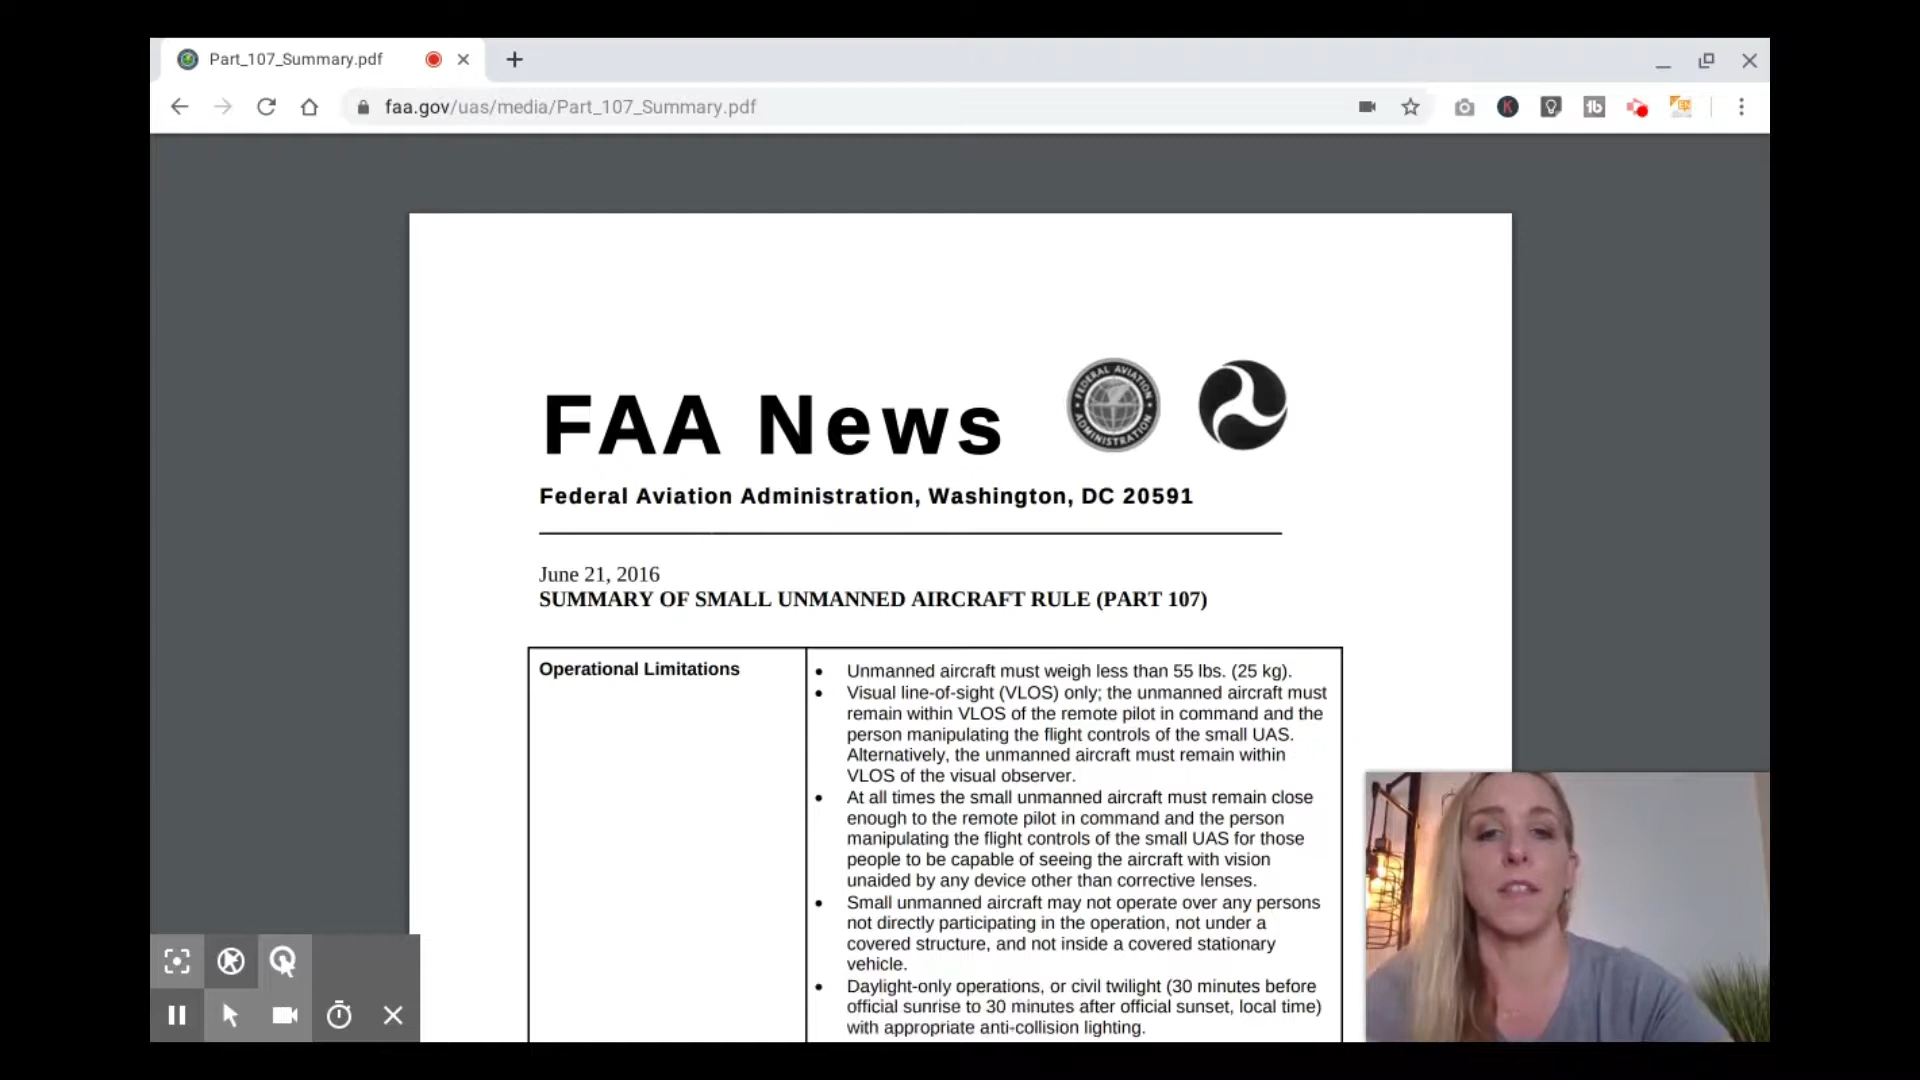 Part_107_Summary.pdf
faa.gov/uas/media/Part_107_Summary.pdf
FAA News
FEDERAL AVIATION
ADMINISTRATION
Federal Aviation Administration, Washington, DC 20591
June 21, 2016
SUMMARY OF SMALL UNMANNED AIRCRAFT RULE (PART 107)
Operational Limitations
• Unmanned aircraft must weigh less than 55 lbs. (25 kg).
• Visual line-of-sight (VLOS) only; the unmanned aircraft must
remain within VLOS of the remote pilot in command and the
person manipulating the flight controls of the small UAS.
Alternatively, the unmanned aircraft must remain within
VLOS of the visual observer.
• At all times the small unmanned aircraft must remain close
enough to the remote pilot in command and the person
manipulating the flight controls of the small UAS for those
people to be capable of seeing the aircraft with vision
unaided by any device other than corrective lenses.
• Small unmanned aircraft may not operate over any persons
not directly participating in the operation, not under a
covered structure, and not inside a covered stationary
vehicle.
• Daylight-only operations, or civil twilight (30 minutes before
official sunrise to 30 minutes after official sunset, local time)
with appropriate anti-collision lighting.